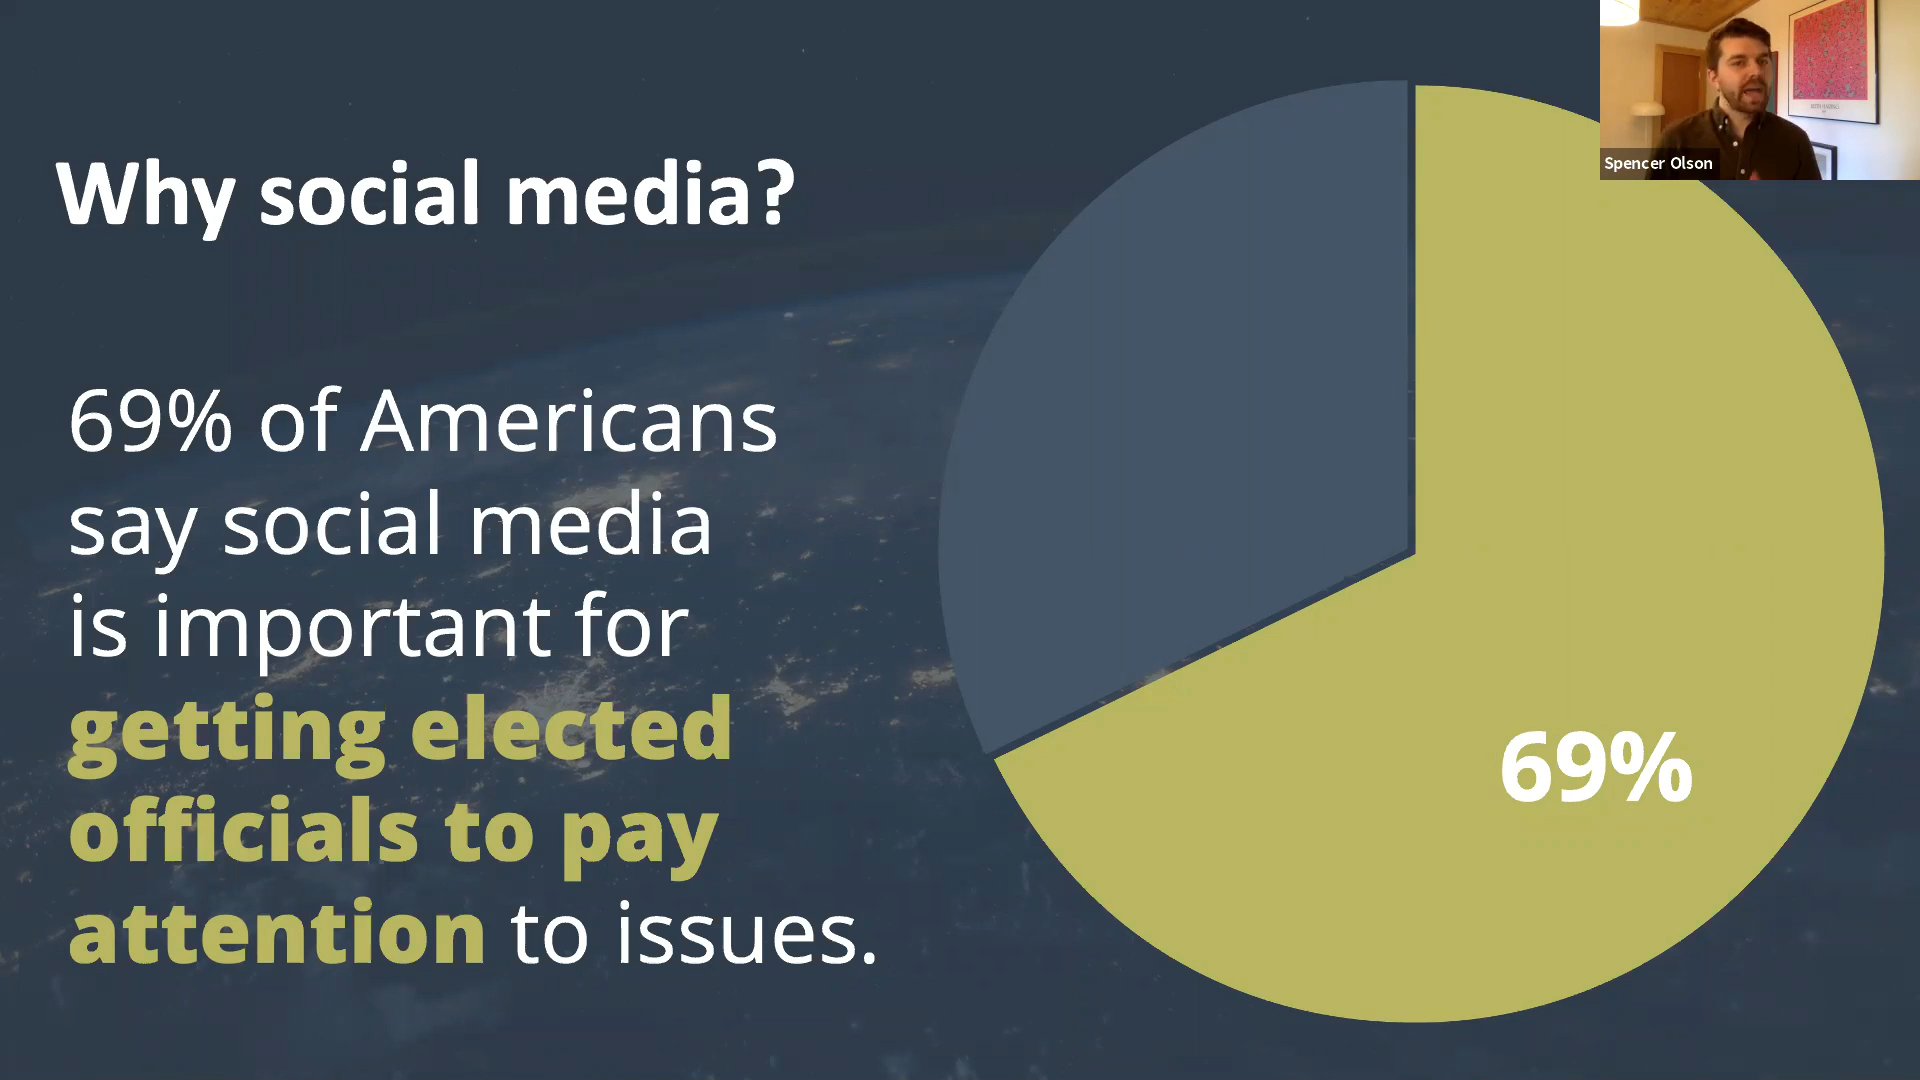 Why social media?
69% of Americans
say social media
is important for
getting elected
officials to pay
attention to issues.
69%
Spencer Olson